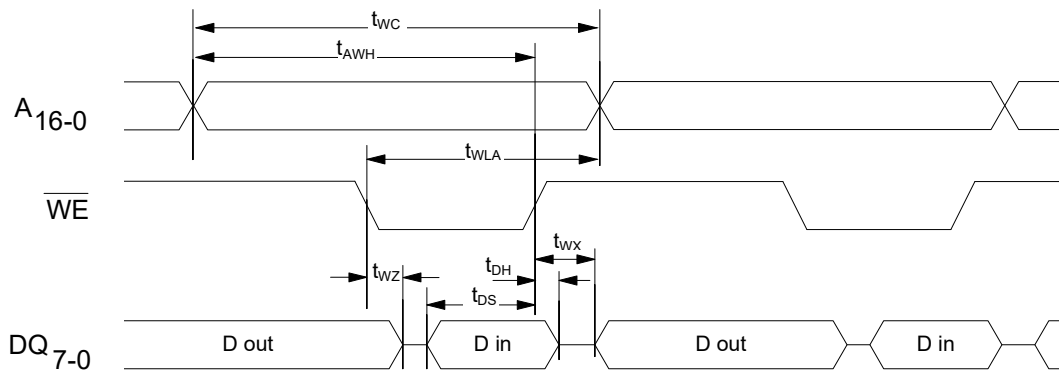 tWC
tAWH
A16-0
tWLA
WE
tWX
tWZ
tDH
tDS
DQ7-0
D out
D in
D out
D in